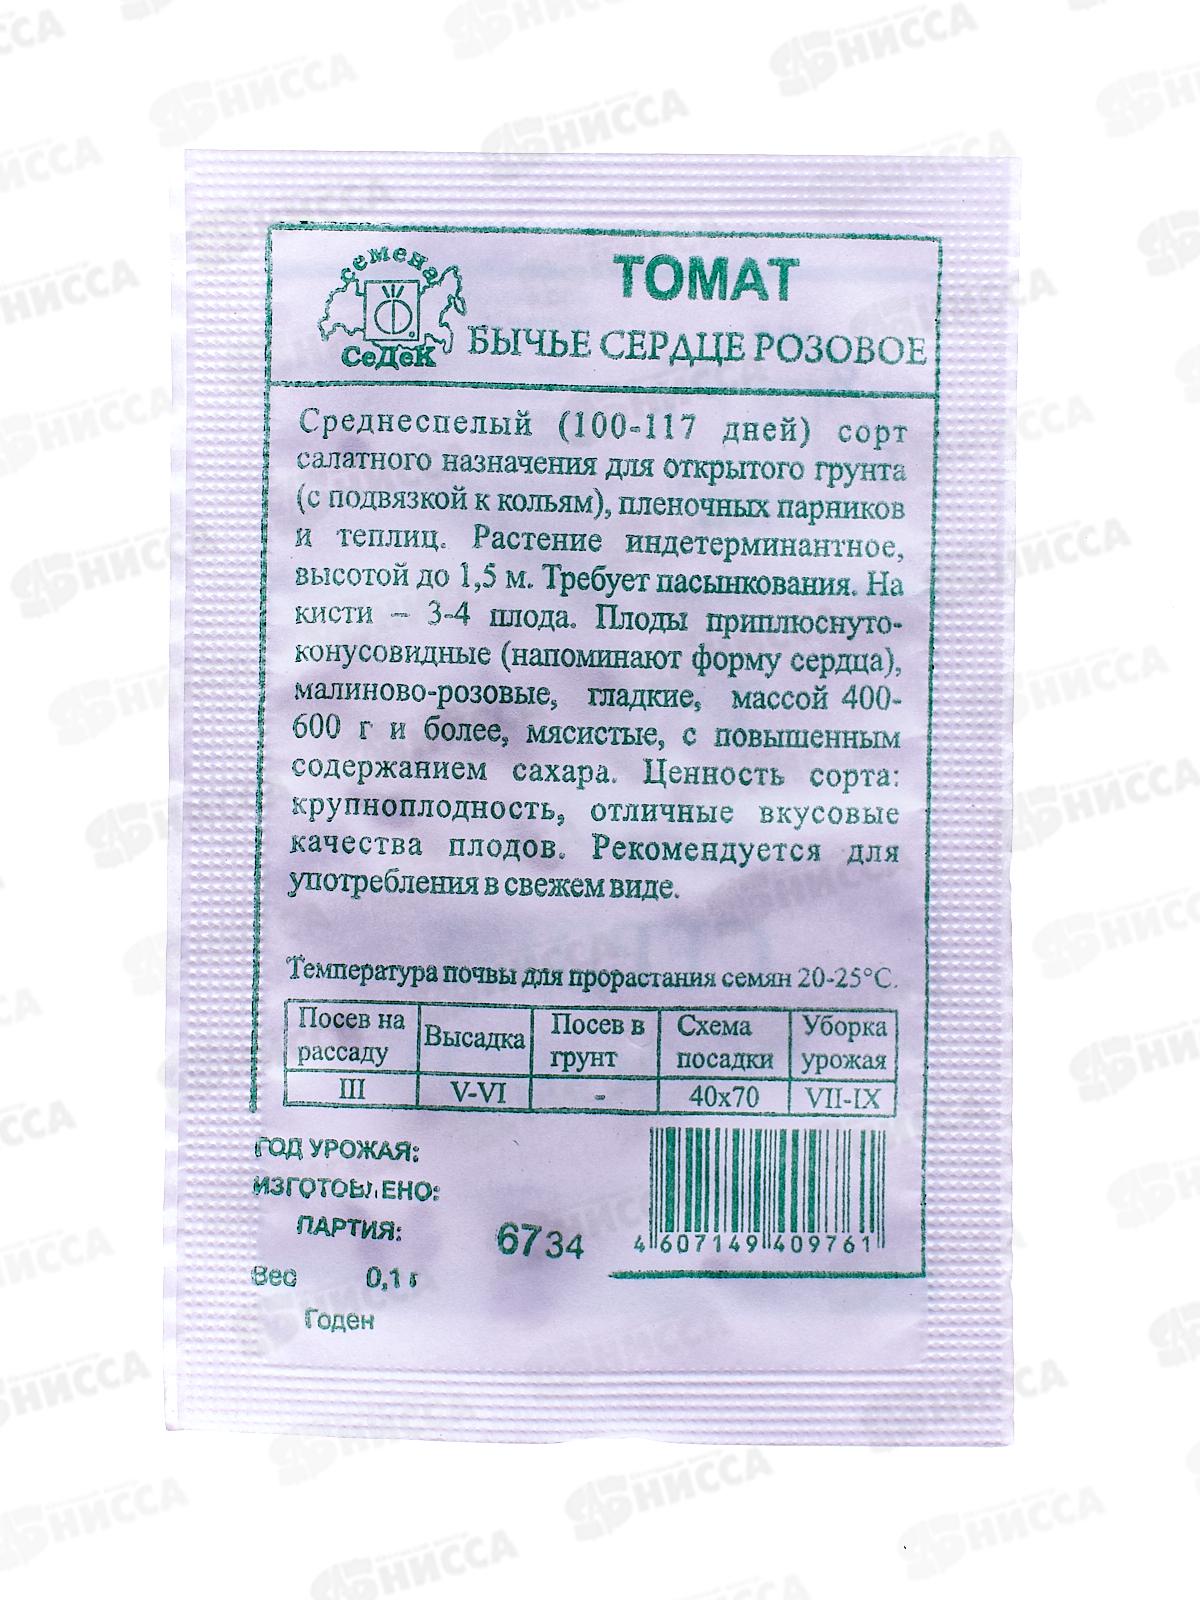 семена
СеДеК
ТОМАТ
БЫЧЬЕ СЕРДЦЕ РОЗОВОЕ
Среднеспелый (100-117 дней) сорт
салатного назначения для открытого грунта
(с подвязкой к кольям), пленочных парников
и теплиц. Растение индетерминантное,
высотой до 1,5 м. Требует пасынкования. На
кисти – 3-4 плода. Плоды приплюснуто-
конусовидные (напоминают форму сердца),
малиново-розовые, гладкие, массой 400-
600 г и более, мясистые, с повышенным
содержанием сахара. Ценность сорта:
крупноплодность, отличные вкусовые
качества плодов. Рекомендуется для
употребления в свежем виде.
Температура почвы для прорастания семян 20-25°С.
Посев на рассаду Высадка Посев в грунт Схема посадки Уборка урожая
III V-VI - 40х70 VII-IX
ГОД УРОЖАЯ:
ИЗГОТОВЛЕНО:
ПАРТИЯ: 6734
4 607149 409761
Вес 0,1 г
Годен
НИССА